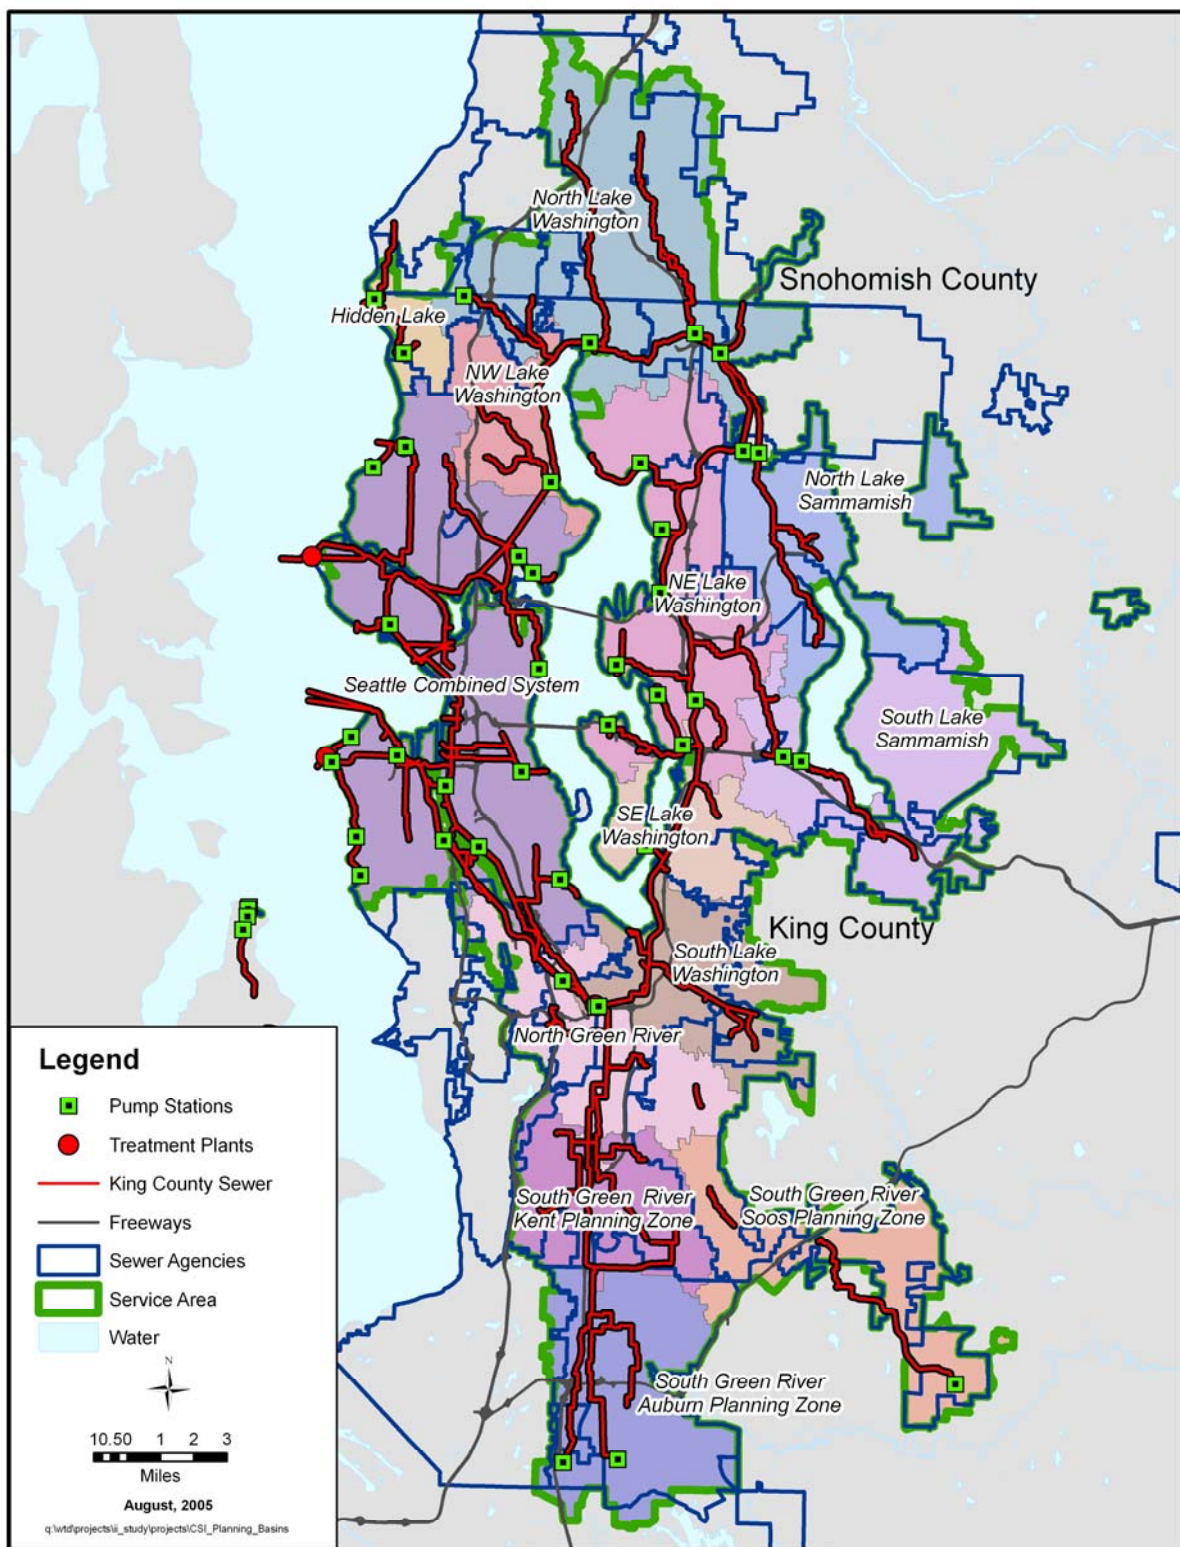 North Lake
Washington
Snohomish County
Hidden Lake
NW Lake
Washington
North Lake
Sammamish
NE Lake
Washington
Seattle Combined System
South Lake
Sammamish
SE Lake
Washington
King County
South Lake
Washington
North Green River
South Green River
Kent Planning Zone
South Green River
Soos Planning Zone
South Green River
Auburn Planning Zone
Legend
Pump Stations
Treatment Plants
King County Sewer
Freeways
Sewer Agencies
Service Area
Water
N
10.50 1 2 3
Miles
August, 2005
q:\wtd\projects\ii_study\projects\CSI_Planning_Basins